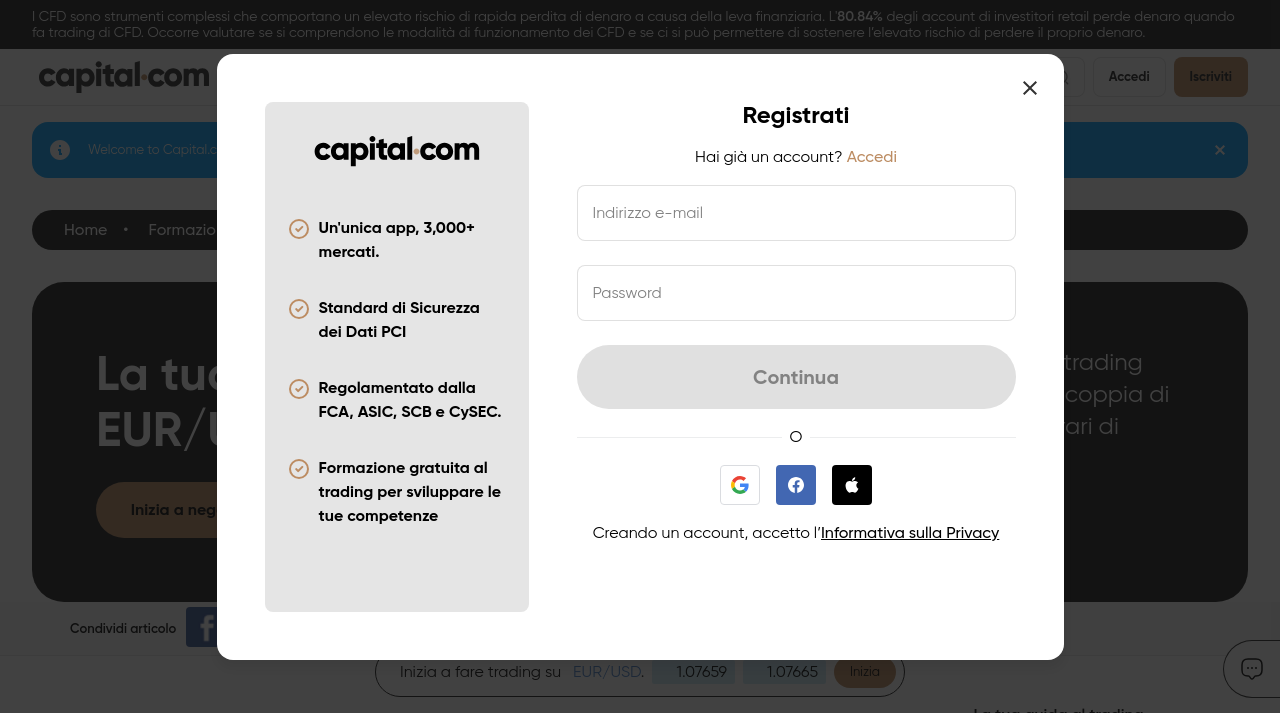 I CFD sono strumenti complessi che comportano un elevato rischio di rapida perdita di denaro a causa della leva finanziaria. L'80.84% degli account di investitori retail perde denaro quando
fa trading di CFD. Occorre valutare se si comprendono le modalità di funzionamento dei CFD e se ci si può permettere di sostenere l’elevato rischio di perdere il proprio denaro.
capital.com
Accedi
Iscriviti
Welcome to Capital.c
Home
Formazio
La tua
EUR/U
trading
coppia di
ari di
Inizia a neg
Condividi articolo
Inizia a fare trading su EUR/USD. 1.07659 1.07665 Inizia
La tua guida al trading
capital.com
Un'unica app, 3,000+
mercati.
Standard di Sicurezza
dei Dati PCI
Regolamentato dalla
FCA, ASIC, SCB e CySEC.
Formazione gratuita al
trading per sviluppare le
tue competenze
Registrati
Hai già un account? Accedi
Indirizzo e-mail
Password
Continua
O
Creando un account, accetto l’Informativa sulla Privacy